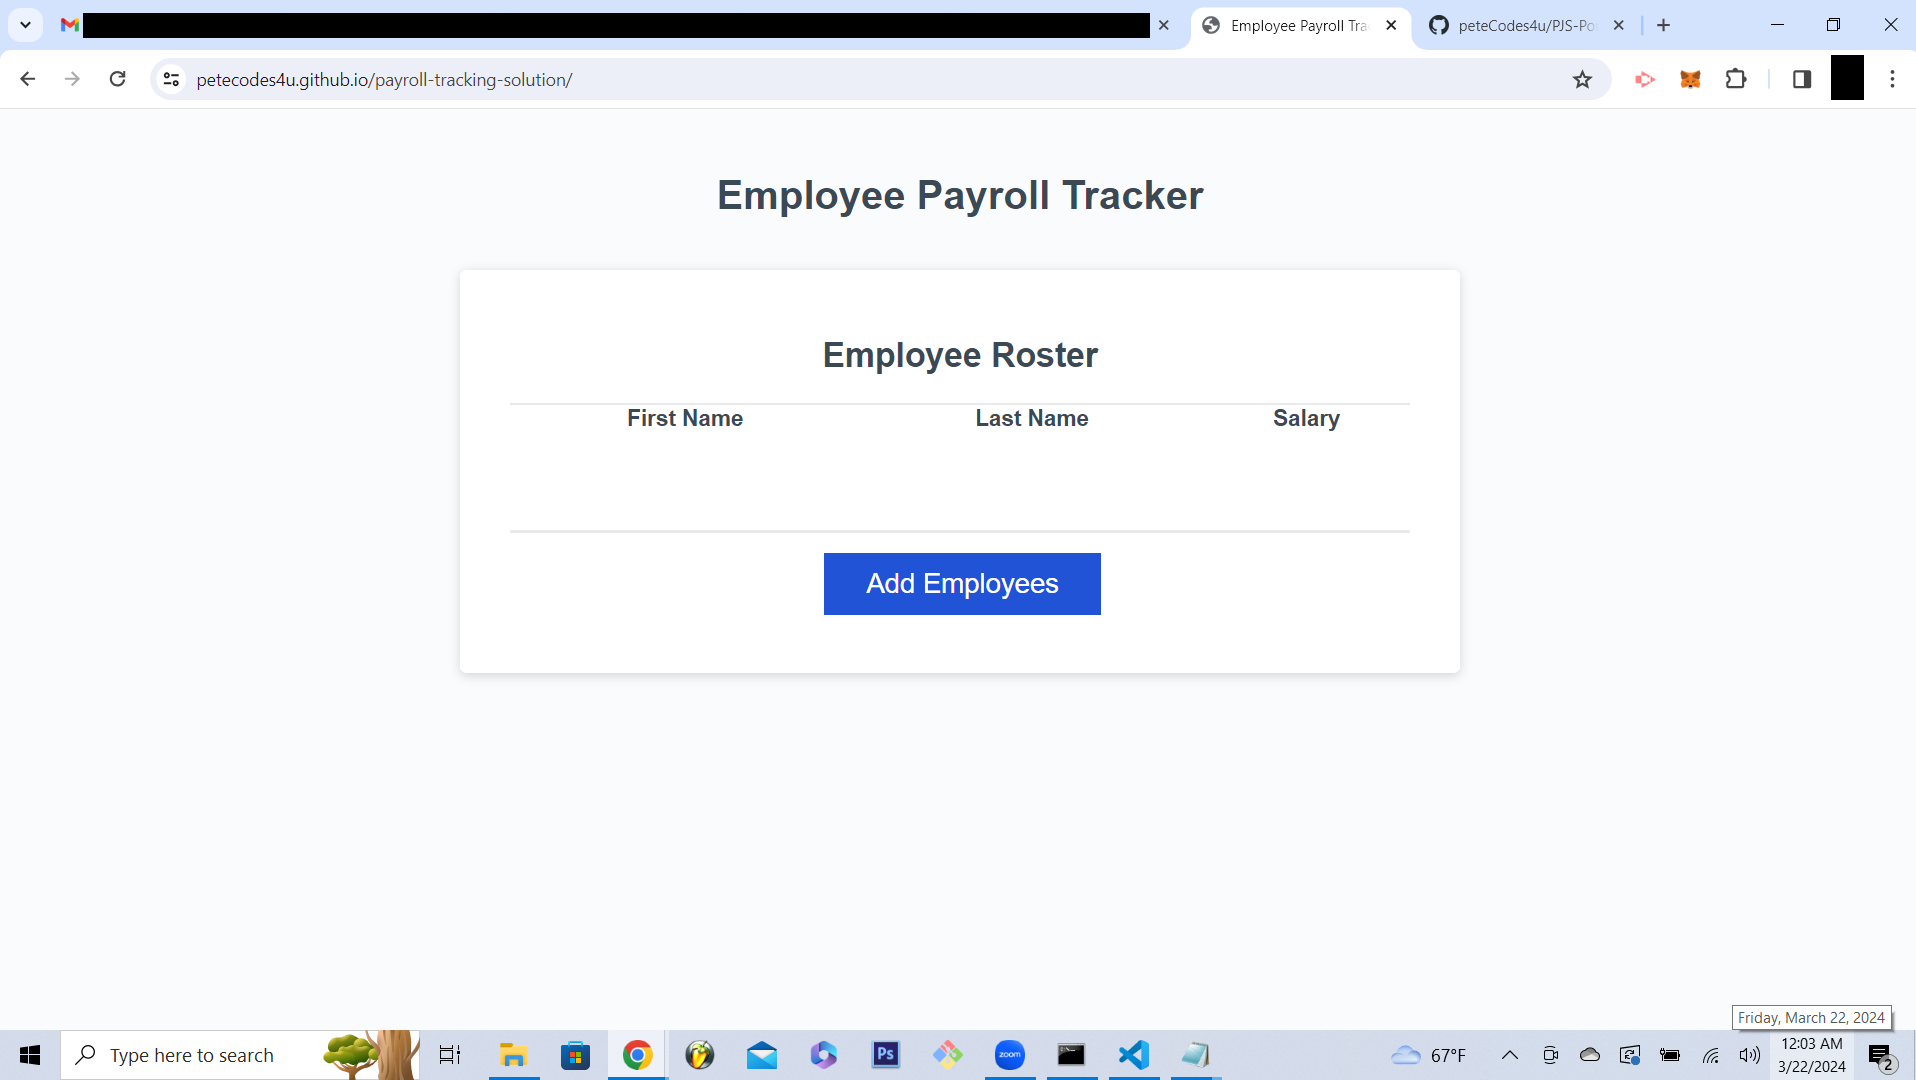 Employee Payroll Tra
peteCodes4u/PJS-Po
petecodes4u.github.io/payroll-tracking-solution/
Employee Payroll Tracker
Employee Roster
First Name Last Name Salary
Add Employees
Friday, March 22, 2024
Type here to search
Ps
zoom
67°F
12:03 AM
3/22/2024
2